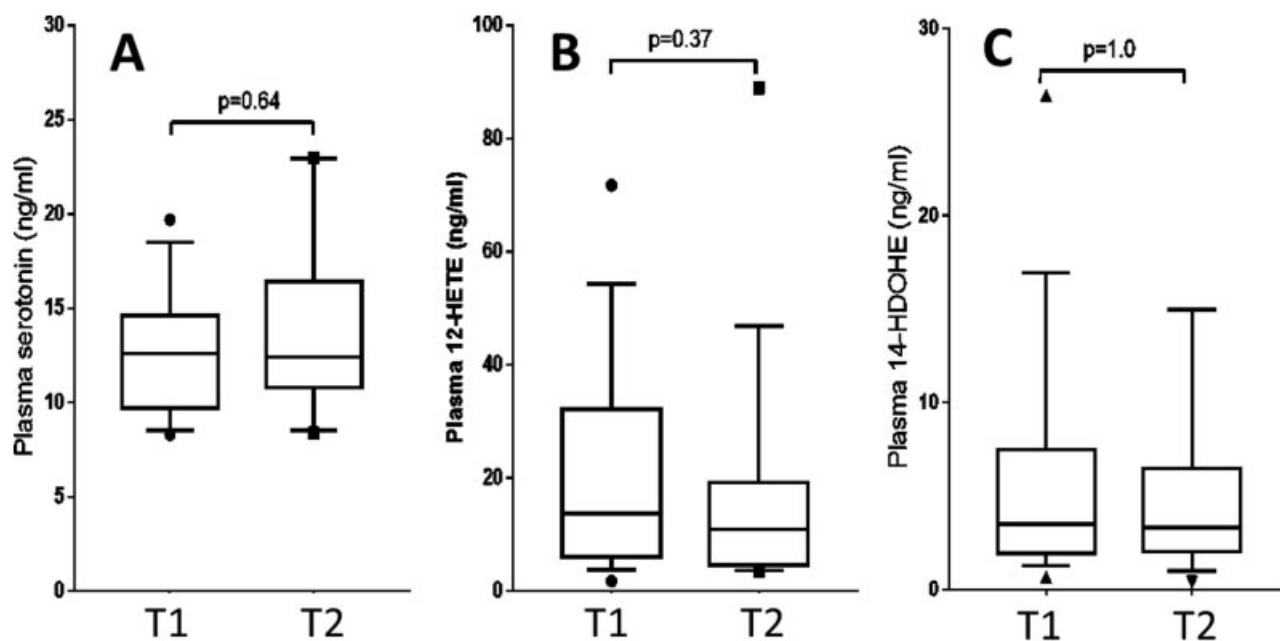 A
Plasma serotonin (ng/ml)
30
25
20
15
10
5
0
p=0.64
T1 T2
B
Plasma 12-HETE (ng/ml)
100
80
60
40
20
0
p=0.37
T1 T2
C
Plasma 14-HDOHE (ng/ml)
30
20
10
0
p=1.0
T1 T2